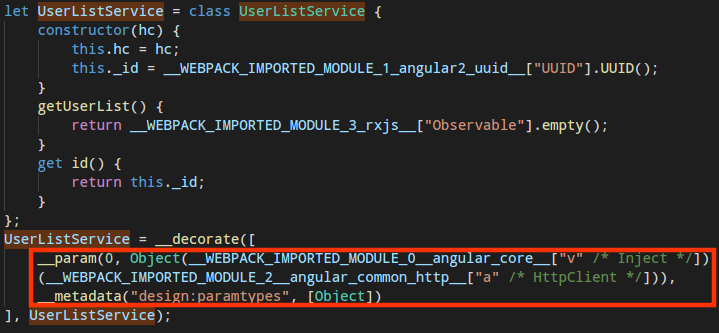 let UserListService = class UserListService {
    constructor(hc) {
        this.hc = hc;
        this._id = __WEBPACK_IMPORTED_MODULE_1_angular2_uuid__["UUID"].UUID();
    }
    getUserList() {
        return __WEBPACK_IMPORTED_MODULE_3_rxjs__["Observable"].empty();
    }
    get id() {
        return this._id;
    }
};
UserListService = __decorate([
    __param(0, Object(__WEBPACK_IMPORTED_MODULE_0__angular_core__["v" /* Inject */])
    (__WEBPACK_IMPORTED_MODULE_2__angular_common_http__["a" /* HttpClient */])),
    __metadata("design:paramtypes", [Object])
], UserListService);